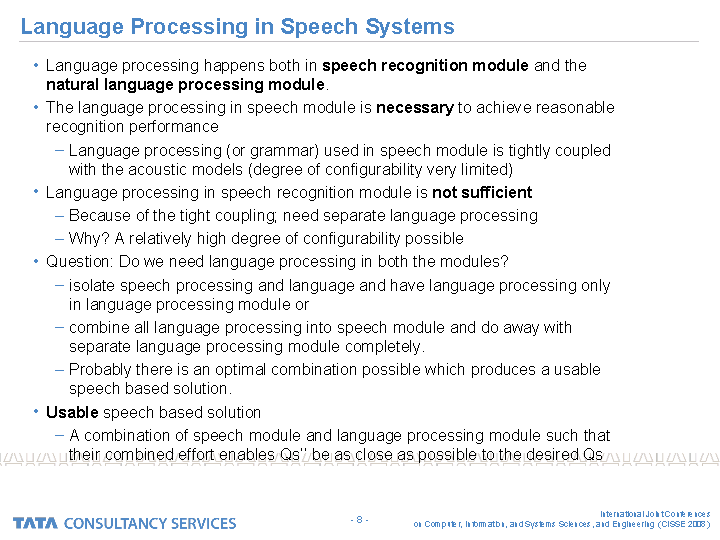 Language Processing in Speech Systems
• Language processing happens both in speech recognition module and the
natural language processing module.
• The language processing in speech module is necessary to achieve reasonable
recognition performance
– Language processing (or grammar) used in speech module is tightly coupled
with the acoustic models (degree of configurability very limited)
• Language processing in speech recognition module is not sufficient
– Because of the tight coupling; need separate language processing
– Why? A relatively high degree of configurability possible
• Question: Do we need language processing in both the modules?
– isolate speech processing and language and have language processing only
in language processing module or
– combine all language processing into speech module and do away with
separate language processing module completely.
– Probably there is an optimal combination possible which produces a usable
speech based solution.
• Usable speech based solution
– A combination of speech module and language processing module such that
their combined effort enables Qs'' be as close as possible to the desired Qs
TATA CONSULTANCY SERVICES
- 8 -
International Joint Conferences
on Computer, Information, and Systems Sciences, and Engineering (CISSE 2008)